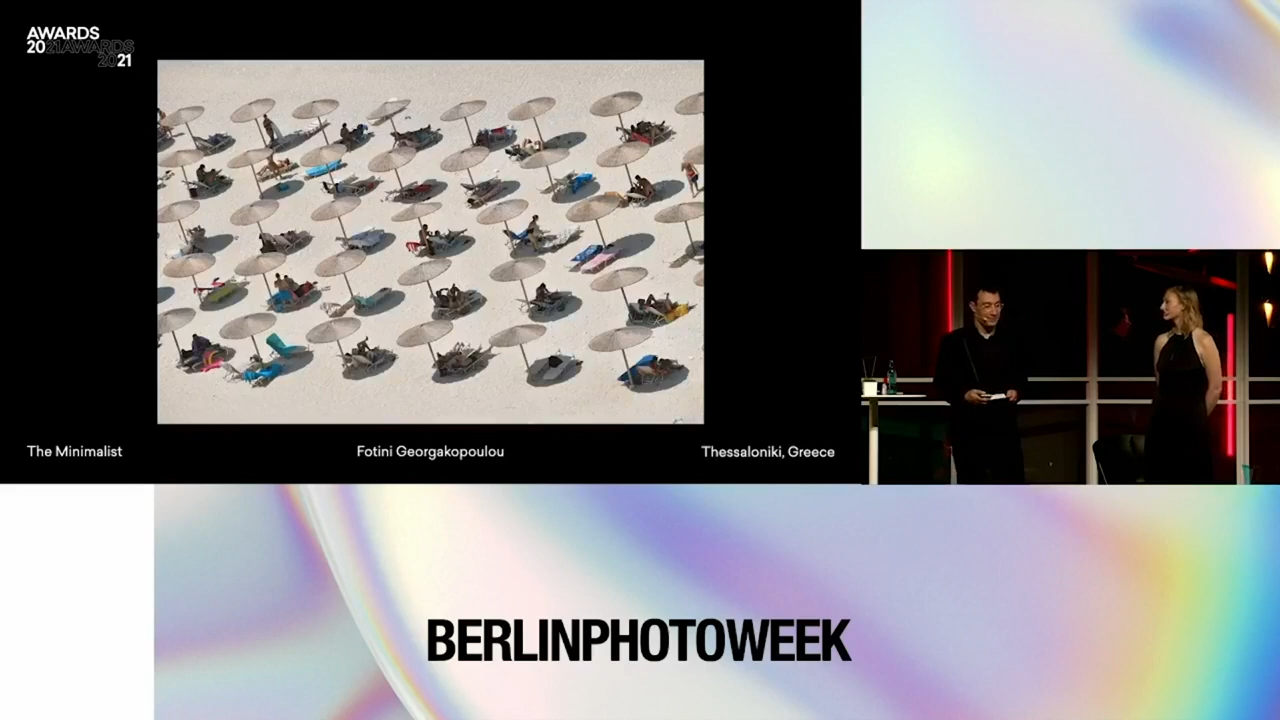 AWARDS
2021AWARDS
2021
The Minimalist
Fotini Georgakopoulou
Thessaloniki, Greece
BERLINPHOTOWEEK